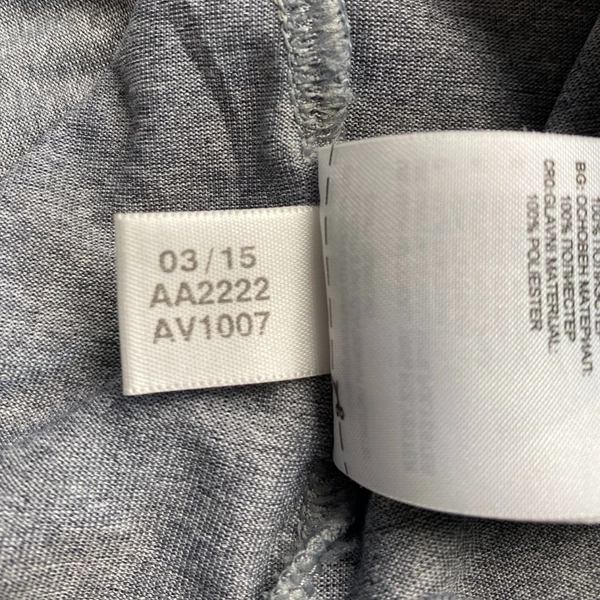 03/15
AA2222
AV1007
BG: ОСНОВЕН МАТЕРИАЛ:
100% ПОЛИЕСТЕР
CRO:GLAVNI MATERIJAL:
100% POLIESTER